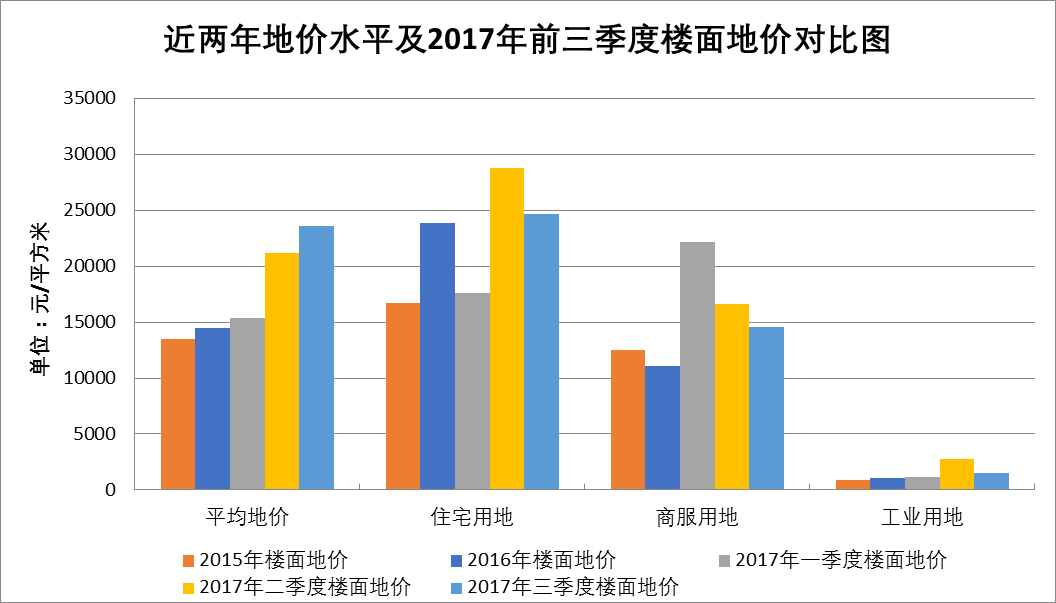 近两年地价水平及2017年前三季度楼面地价对比图
单位：元/平方米
35000
30000
25000
20000
15000
10000
5000
0
平均地价 住宅用地 商服用地 工业用地
2015年楼面地价 2016年楼面地价 2017年一季度楼面地价
2017年二季度楼面地价 2017年三季度楼面地价